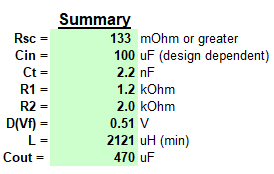 Summary
Rsc = 133 mOhm or greater
Cin = 100 uF (design dependent)
Ct = 2.2 nF
R1 = 1.2 kOhm
R2 = 2.0 kOhm
D(Vf) = 0.51 V
L = 2121 uH (min)
Cout = 470 uF